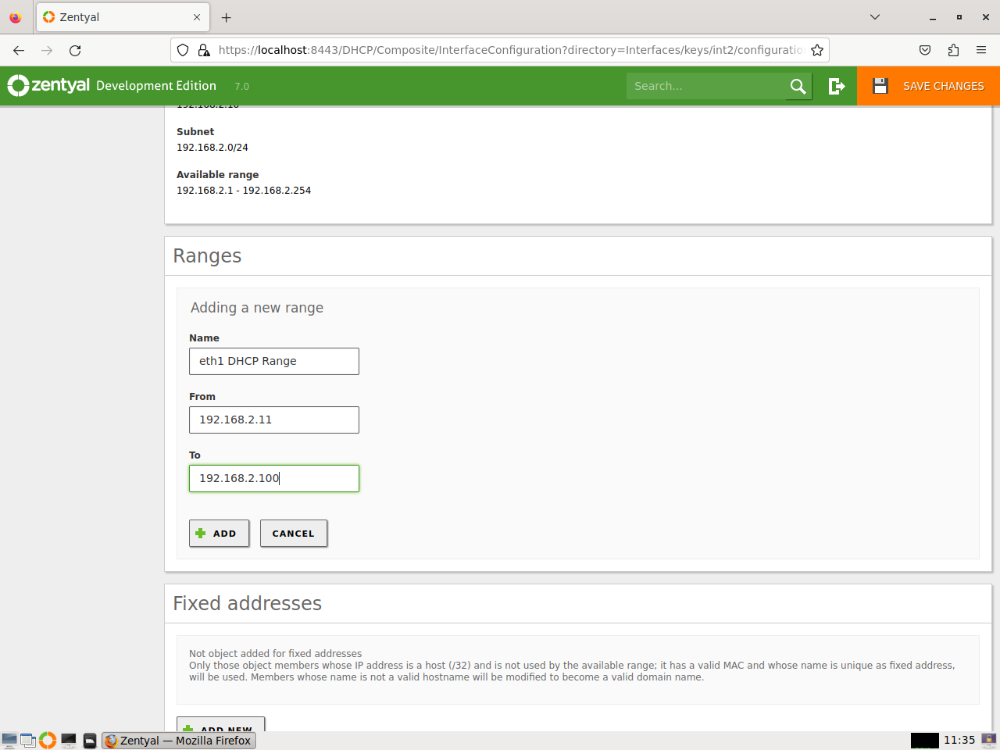 Zentyal
https://localhost:8443/DHCP/Composite/InterfaceConfiguration?directory=Interfaces/keys/int2/configuratio
zentyal Development Edition 7.0
Search...
SAVE CHANGES
Subnet
192.168.2.0/24
Available range
192.168.2.1 - 192.168.2.254
Ranges
Adding a new range
Name
eth1 DHCP Range
From
192.168.2.11
To
192.168.2.100
ADD
CANCEL
Fixed addresses
Not object added for fixed addresses
Only those object members whose IP address is a host (/32) and is not used by the available range; it has a valid MAC and whose name is unique as fixed address,
will be used. Members whose name is not a valid hostname will be modified to become a valid domain name.
ADD NEW
Zentyal — Mozilla Firefox
11:35